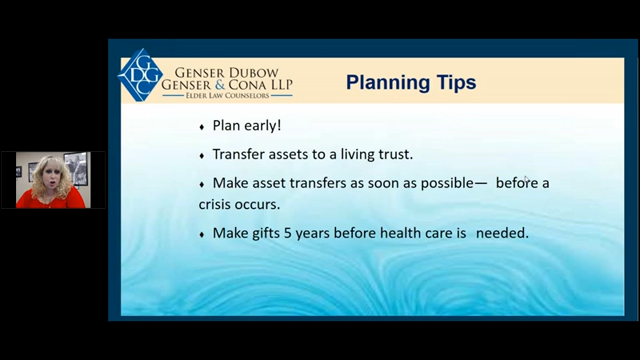 GENSER DUBOW
GENSER & CONA LLP
ELDER LAW COUNSELORS
Planning Tips
Plan early!
Transfer assets to a living trust.
Make asset transfers as soon as possible— before a
crisis occurs.
Make gifts 5 years before health care is needed.